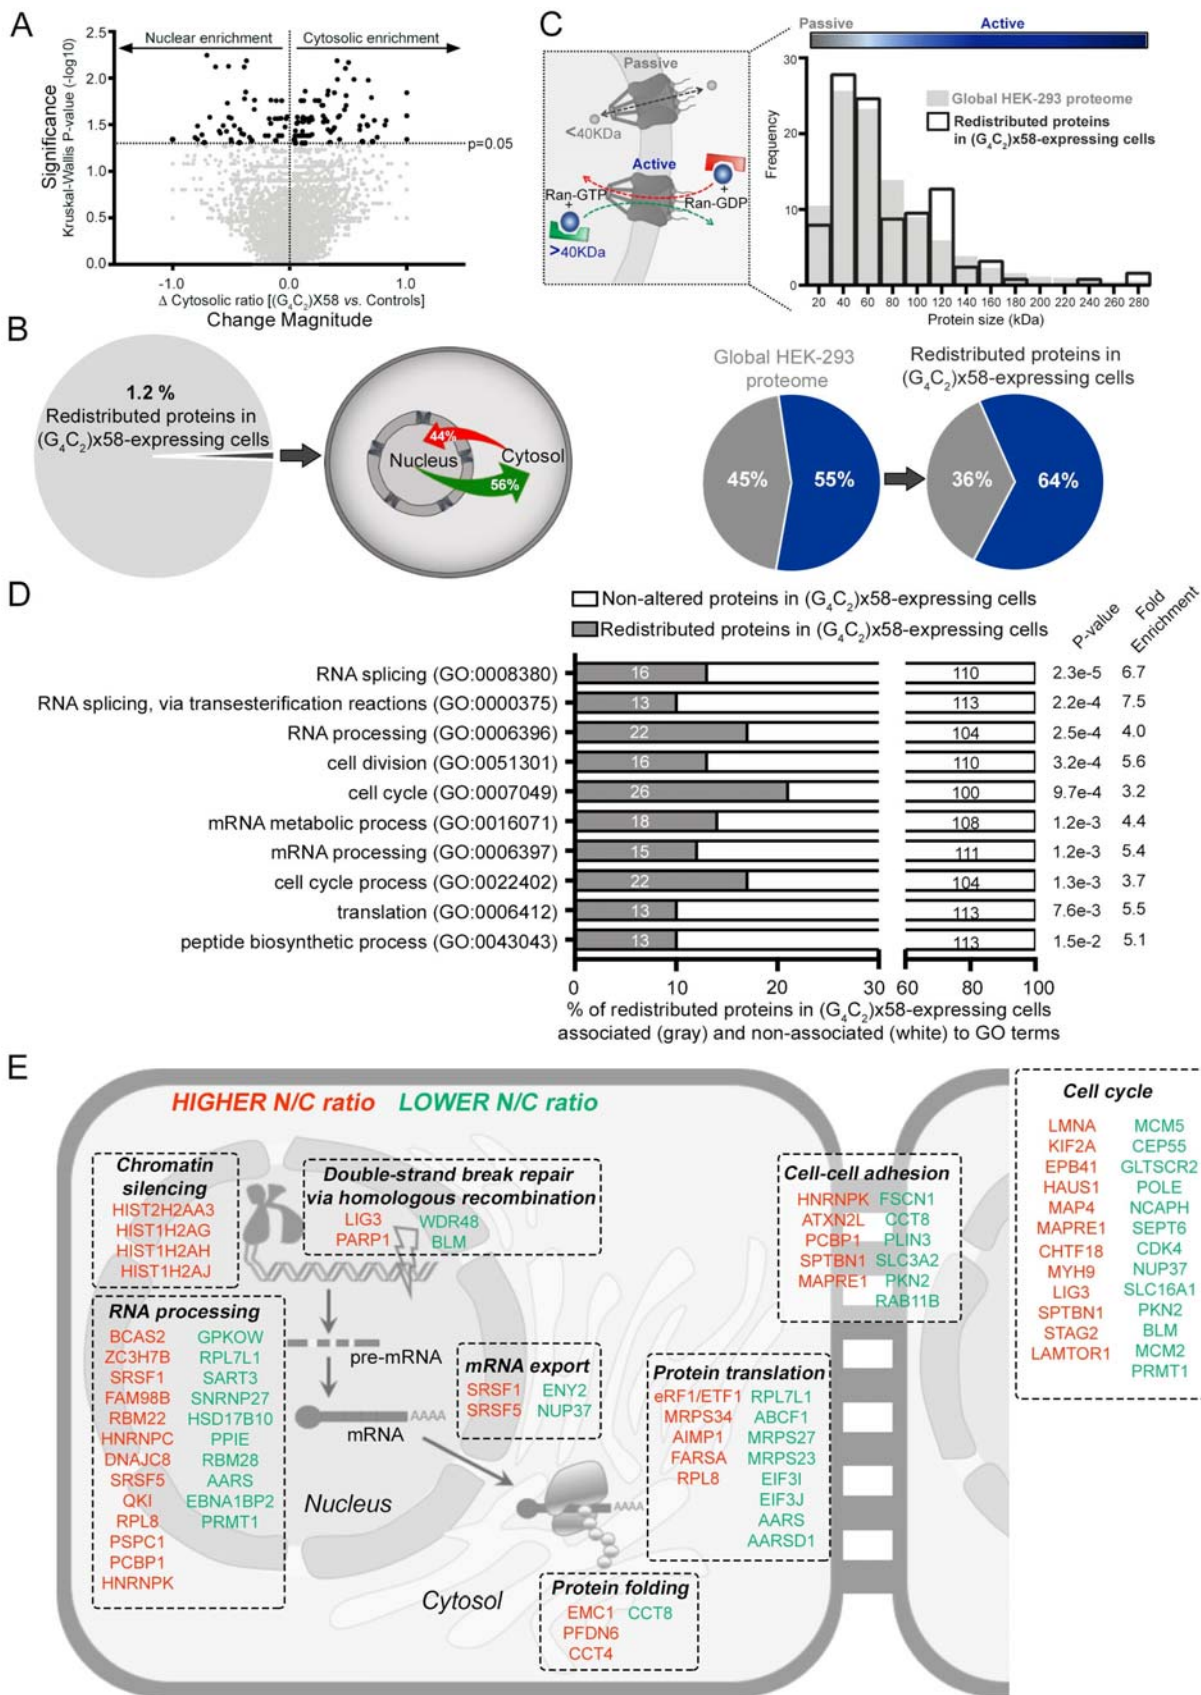 A
Significance
Kruskal-Wallis P-value (-log10)
2.5
2.0
1.5
1.0
0.5
0.0
Nuclear enrichment
Cytosolic enrichment
p=0.05
-1.0
0.0
1.0
Δ Cytosolic ratio [(G4C2)X58 vs. Controls]
Change Magnitude
B
1.2 %
Redistributed proteins in
(G4C2)x58-expressing cells
44%
Nucleus
Cytosol
56%
C
Passive
<40KDa
Active
Ran-GTP
+
+
Ran-GDP
>40KDa
Passive
Active
Frequency
30
20
10
0
Global HEK-293 proteome
Redistributed proteins
in (G4C2)x58-expressing cells
20 40 60 80 100 120 140 160 180 200 220 240 260 280
Protein size (kDa)
Global HEK-293
proteome
45%
55%
Redistributed proteins in
(G4C2)x58-expressing cells
36%
64%
D
Non-altered proteins in (G4C2)x58-expressing cells
Redistributed proteins in (G4C2)x58-expressing cells
P-value
Fold
Enrichment
RNA splicing (GO:0008380) 16 110 2.3e-5 6.7
RNA splicing, via transesterification reactions (GO:0000375) 13 113 2.2e-4 7.5
RNA processing (GO:0006396) 22 104 2.5e-4 4.0
cell division (GO:0051301) 16 110 3.2e-4 5.6
cell cycle (GO:0007049) 26 100 9.7e-4 3.2
mRNA metabolic process (GO:0016071) 18 108 1.2e-3 4.4
mRNA processing (GO:0006397) 15 111 1.2e-3 5.4
cell cycle process (GO:0022402) 22 104 1.3e-3 3.7
translation (GO:0006412) 13 113 7.6e-3 5.5
peptide biosynthetic process (GO:0043043) 13 113 1.5e-2 5.1
0 10 20 30 60 80 100
% of redistributed proteins in (G4C2)x58-expressing cells
associated (gray) and non-associated (white) to GO terms
E
HIGHER N/C ratio LOWER N/C ratio
Chromatin
silencing
HIST2H2AA3
HIST1H2AG
HIST1H2AH
HIST1H2AJ
Double-strand break repair
via homologous recombination
LIG3 WDR48
PARP1 BLM
RNA processing
BCAS2 GPKOW
ZC3H7B RPL7L1
SRSF1 SART3
FAM98B SNRNP27
RBM22 HSD17B10
HNRNPC PPIE
DNAJC8 RBM28
SRSF5 AARS
QKI EBNA1BP2
RPL8 PRMT1
PSPC1
PCBP1
HNRNPK
pre-mRNA
AAAA
mRNA
Nucleus
mRNA export
SRSF1 ENY2
SRSF5 NUP37
AAAA
Cytosol
Protein translation
eRF1/ETF1 RPL7L1
MRPS34 ABCF1
AIMP1 MRPS27
FARSA MRPS23
RPL8 EIF3I
EIF3J
AARS
AARSD1
Protein folding
EMC1 CCT8
PFDN6
CCT4
Cell-cell adhesion
HNRNPK FSCN1
ATXN2L CCT8
PCBP1 PLIN3
SPTBN1 SLC3A2
MAPRE1 PKN2
RAB11B
Cell cycle
LMNA MCM5
KIF2A CEP55
EPB41 GLTSCR2
HAUS1 POLE
MAP4 NCAPH
MAPRE1 SEPT6
CHTF18 CDK4
MYH9 NUP37
LIG3 SLC16A1
SPTBN1 PKN2
STAG2 BLM
LAMTOR1 MCM2
PRMT1